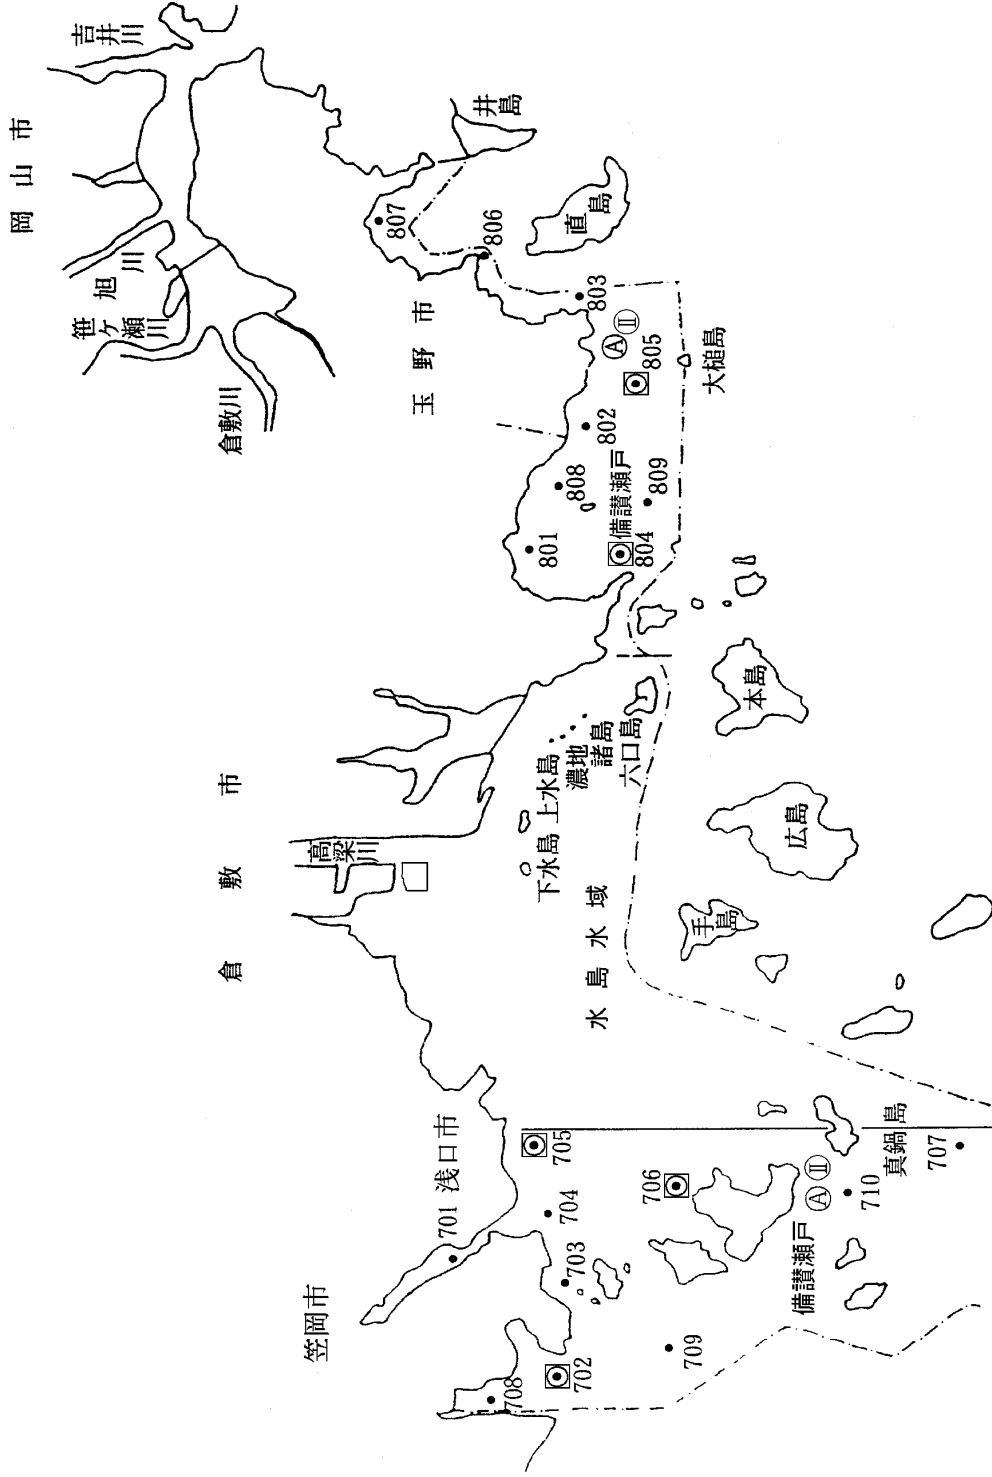 岡山市
吉井川
旭川
笹ヶ瀬川
倉敷川
玉野市
井島
直島
大槌島
807
806
803
Ⓐ Ⅱ
805
802
808
備讃瀬戸
809
801
804
倉敷市
高梁川
上水島
下水島
濃地諸島
六口島
本島
広島
手島
水島水域
浅口市
笠岡市
701
705
704
703
702
708
709
706
備讃瀬戸
Ⓐ Ⅱ
710
真鍋島
707